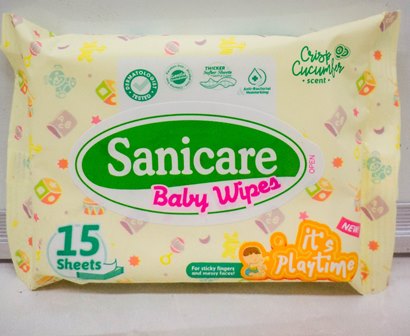 DERMATOLOGIST
TESTED
THICKER
Softer Sheets
Anti-Bacterial
Moisturizing
Crisp
Cucumber
scent
Sanicare
Baby Wipes
OPEN
15
Sheets
For sticky fingers
and messy faces!
NEW
it's
Playtime